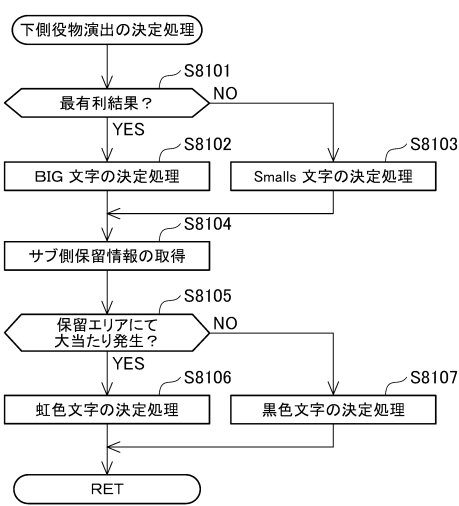 下側役物演出の決定処理
S8101
最有利結果？
NO
YES
S8102
S8103
BIG 文字の決定処理
Smalls 文字の決定処理
S8104
サブ側保留情報の取得
S8105
保留エリアにて
大当たり発生？
NO
YES
S8106
S8107
虹色文字の決定処理
黒色文字の決定処理
RET